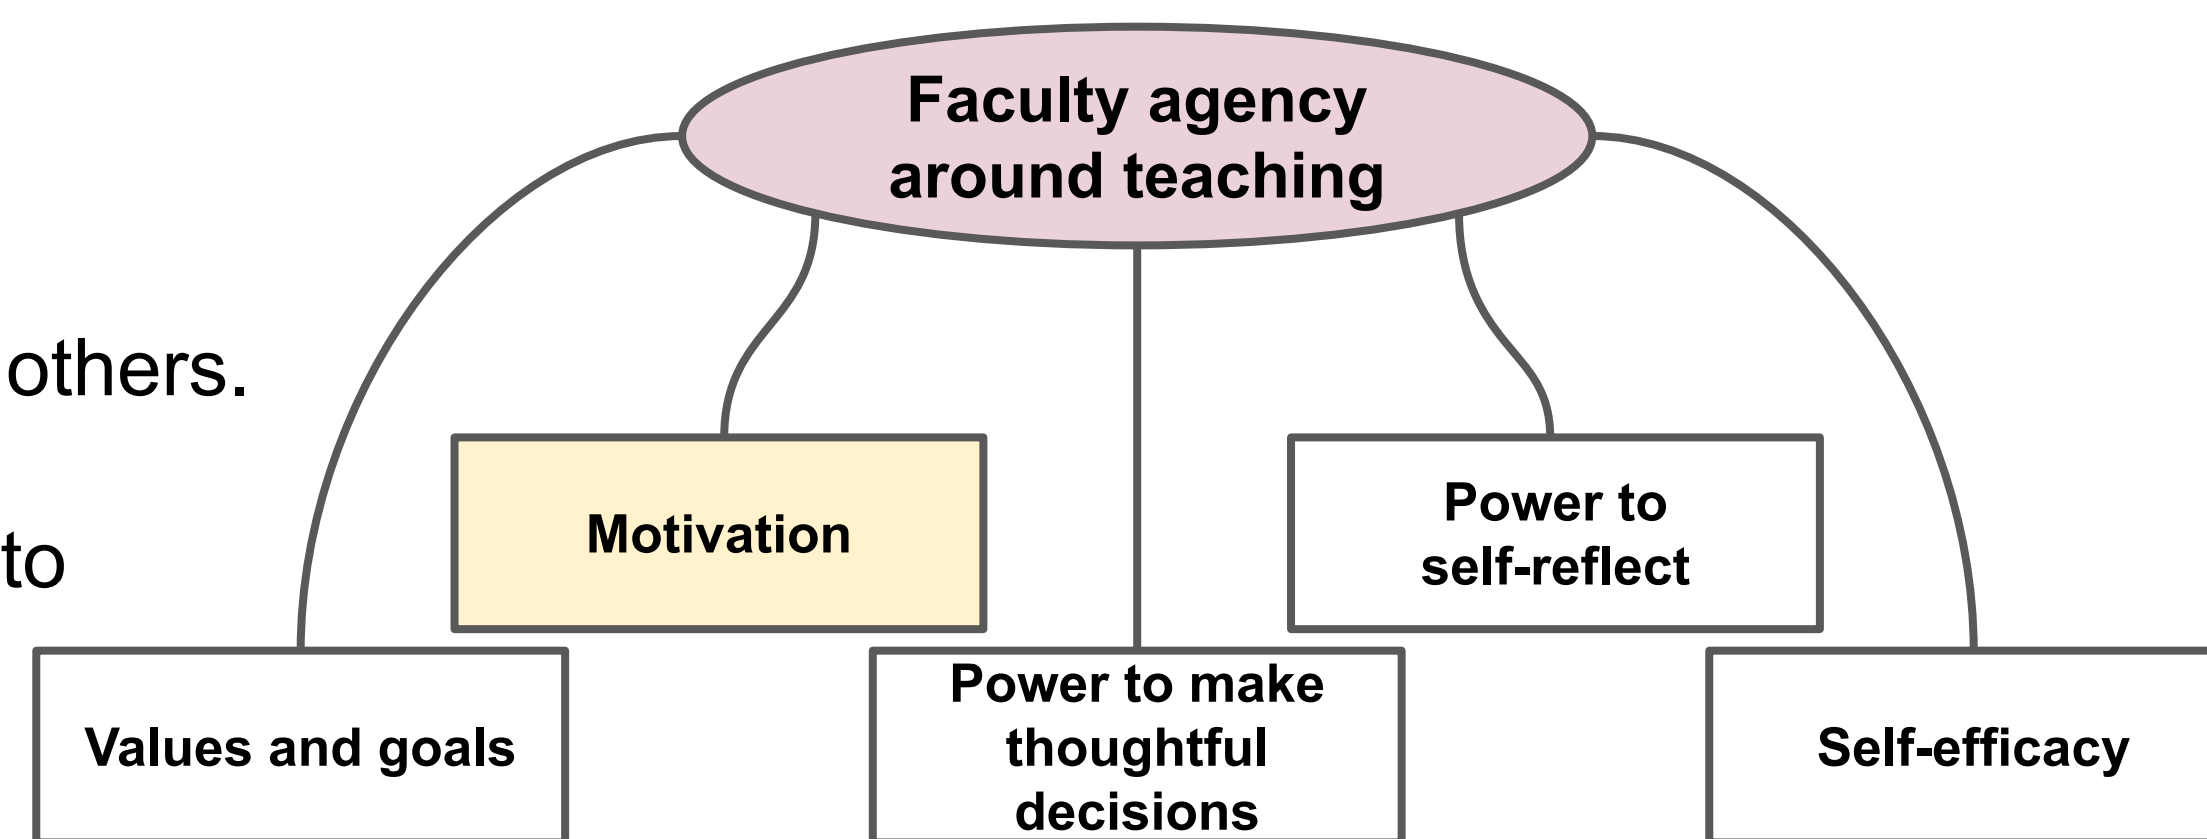 Faculty agency
around teaching
others.
to
Motivation
Power to
self-reflect
Values and goals
Power to make
thoughtful
decisions
Self-efficacy